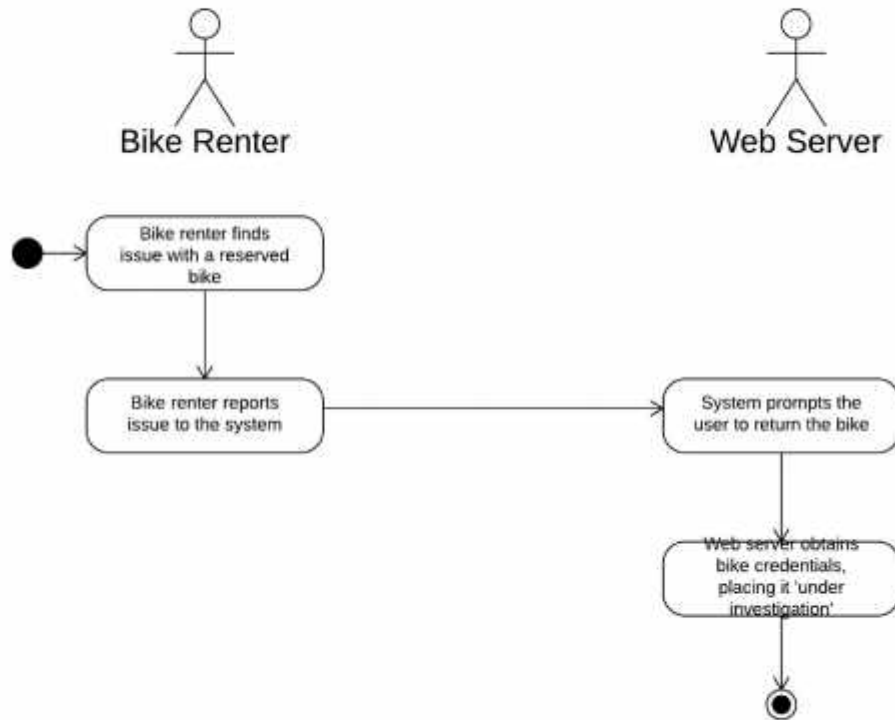 Bike Renter
Web Server
Bike renter finds
issue with a reserved
bike
Bike renter reports
issue to the system
System prompts the
user to return the bike
Web server obtains
bike credentials,
placing it 'under
investigation'